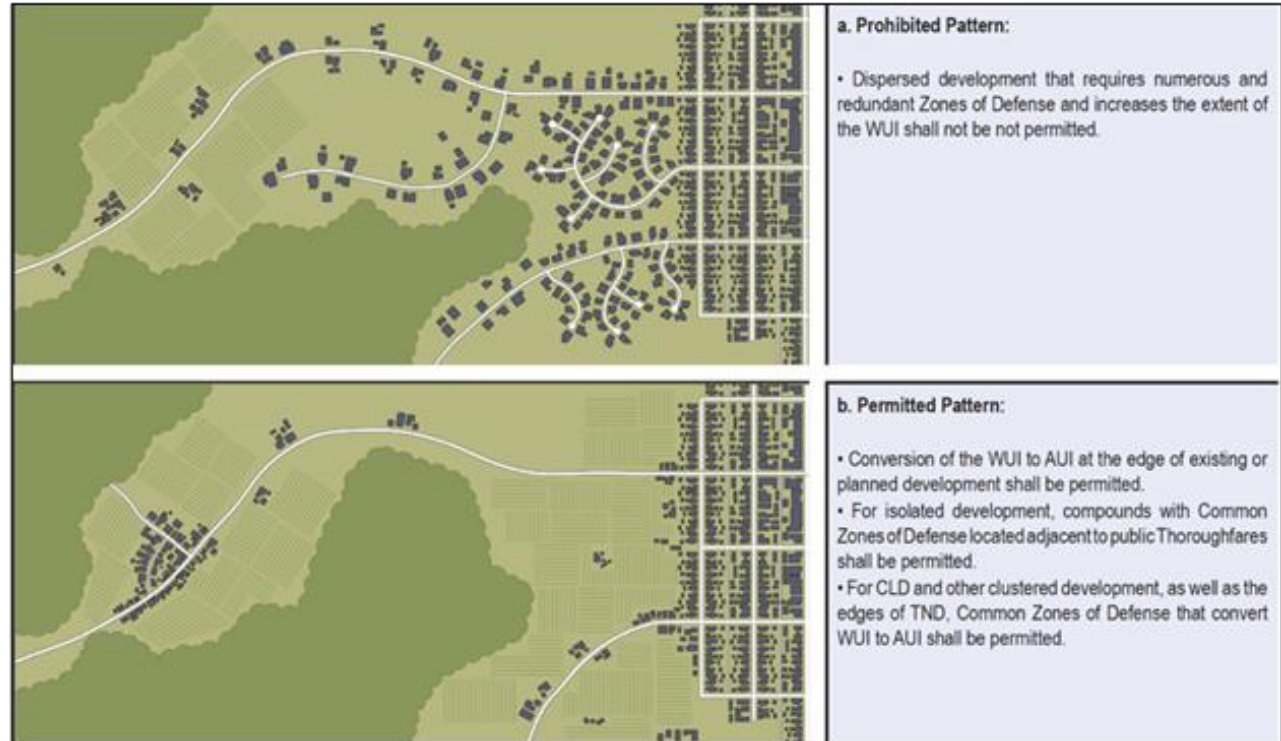 a. Prohibited Pattern:
• Dispersed development that requires numerous and
redundant Zones of Defense and increases the extent of
the WUI shall not be not permitted.
b. Permitted Pattern:
• Conversion of the WUI to AUI at the edge of existing or
planned development shall be permitted.
• For isolated development, compounds with Common
Zones of Defense located adjacent to public Thoroughfares
shall be permitted.
• For CLD and other clustered development, as well as the
edges of TND, Common Zones of Defense that convert
WUI to AUI shall be permitted.